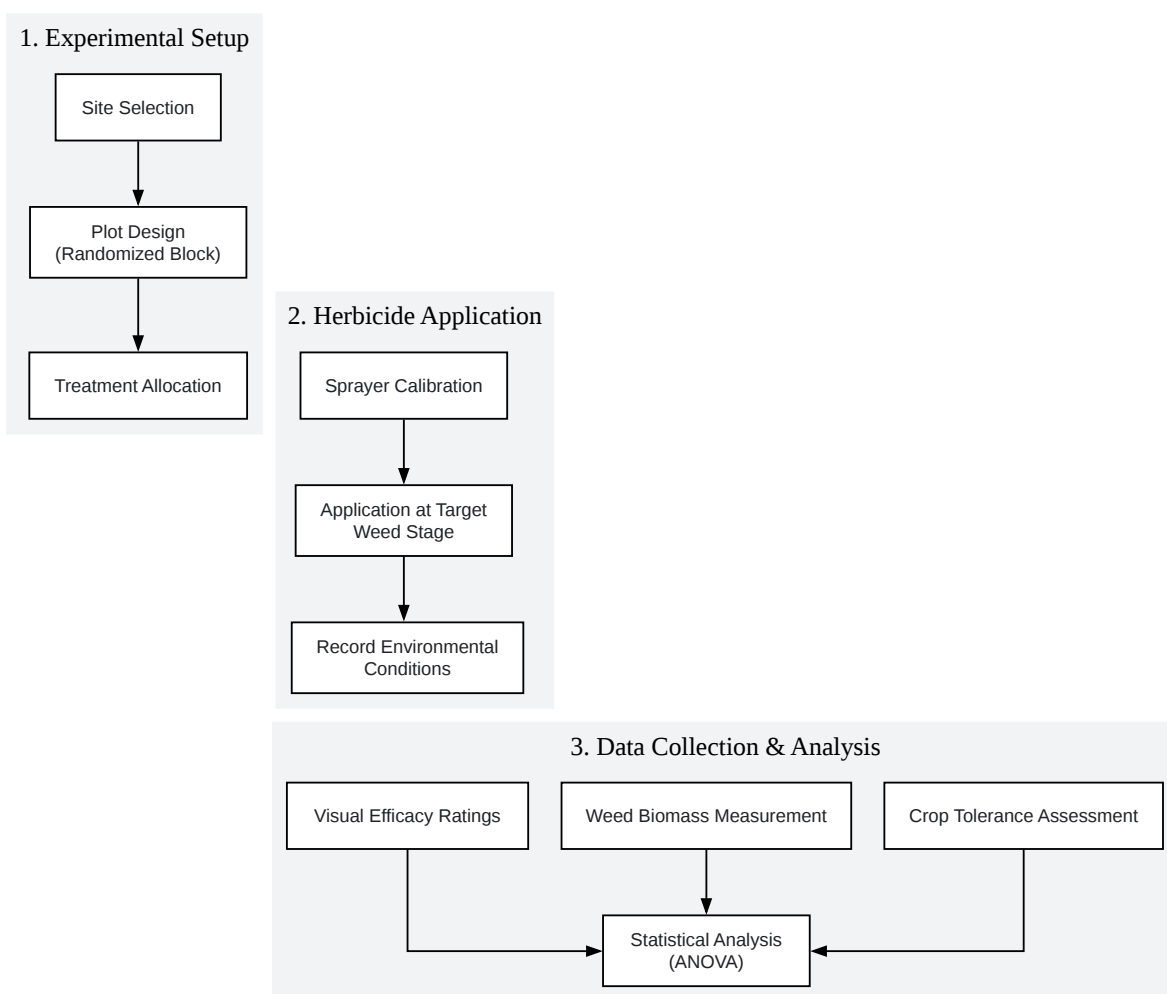 1. Experimental Setup
Site Selection
Plot Design
(Randomized Block)
Treatment Allocation
2. Herbicide Application
Sprayer Calibration
Application at Target
Weed Stage
Record Environmental
Conditions
3. Data Collection & Analysis
Visual Efficacy Ratings
Weed Biomass Measurement
Crop Tolerance Assessment
Statistical Analysis
(ANOVA)